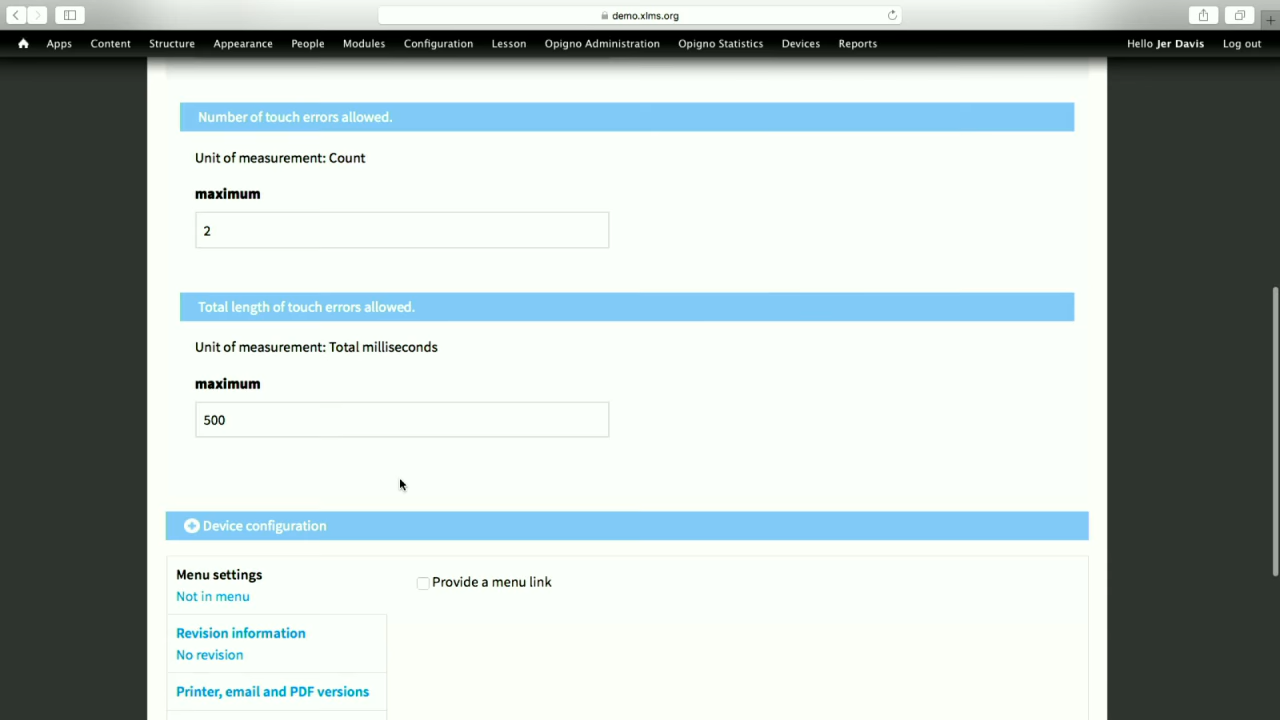 demo.xlms.org
Apps Content Structure Appearance People Modules Configuration Lesson Opigno Administration Opigno Statistics Devices Reports Hello Jer Davis Log out
Number of touch errors allowed.
Unit of measurement: Count
maximum
2
Total length of touch errors allowed.
Unit of measurement: Total milliseconds
maximum
500
Device configuration
Menu settings
Not in menu
Provide a menu link
Revision information
No revision
Printer, email and PDF versions